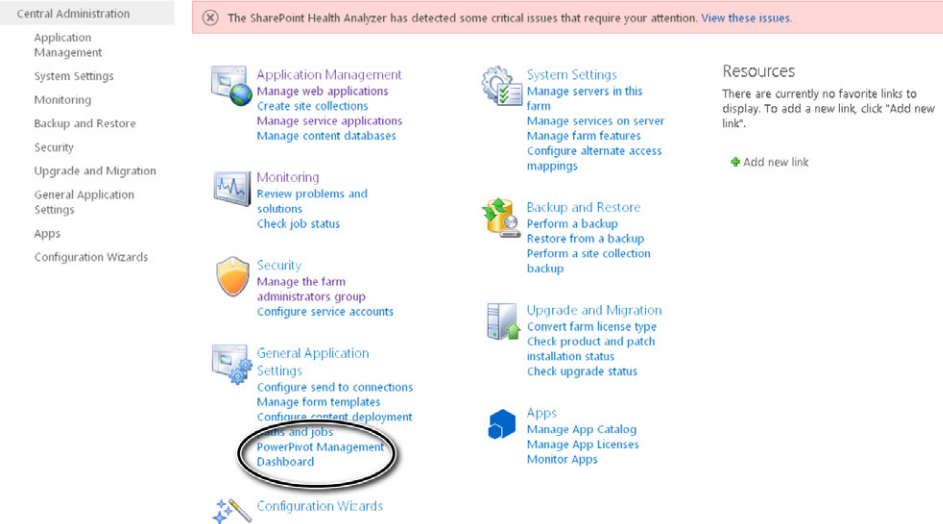 Central Administration
Application
Management
System Settings
Monitoring
Backup and Restore
Security
Upgrade and Migration
General Application
Settings
Apps
Configuration Wizards
The SharePoint Health Analyzer has detected some critical issues that require your attention. View these issues.
Application Management
Manage web applications
Create site collections
Manage service applications
Manage content databases
Monitoring
Review problems and
solutions
Check job status
Security
Manage the farm
administrators group
Configure service accounts
General Application
Settings
Configure send to connections
Manage form templates
Configure content deployment
paths and jobs
PowerPivot Management
Dashboard
Configuration Wizards
System Settings
Manage servers in this
farm
Manage services on server
Manage farm features
Configure alternate access
mappings
Backup and Restore
Perform a backup
Restore from a backup
Perform a site collection
backup
Upgrade and Migration
Convert farm license type
Check product and patch
installation status
Check upgrade status
Apps
Manage App Catalog
Manage App Licenses
Monitor Apps
Resources
There are currently no favorite links to
display. To add a new link, click "Add new
link".
Add new link